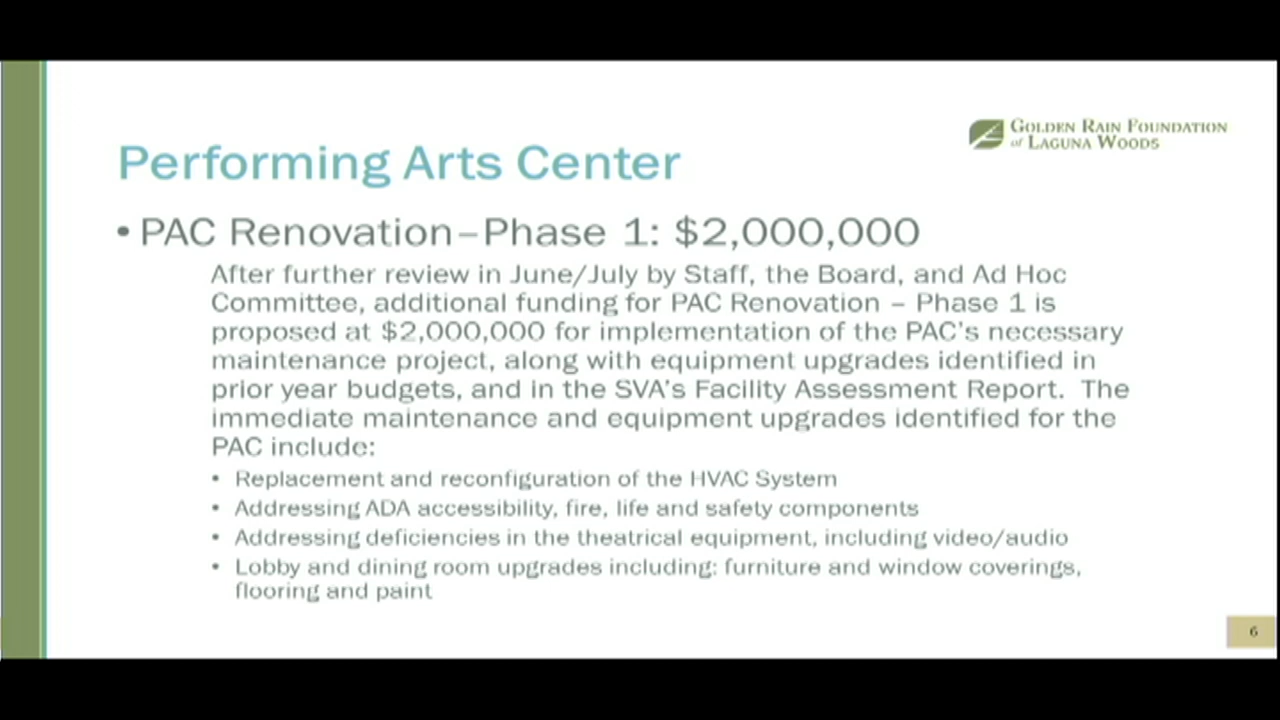 GOLDEN RAIN FOUNDATION
of LAGUNA WOODS
Performing Arts Center
• PAC Renovation–Phase 1: $2,000,000
After further review in June/July by Staff, the Board, and Ad Hoc
Committee, additional funding for PAC Renovation – Phase 1 is
proposed at $2,000,000 for implementation of the PAC's necessary
maintenance project, along with equipment upgrades identified in
prior year budgets, and in the SVA's Facility Assessment Report. The
immediate maintenance and equipment upgrades identified for the
PAC include:
• Replacement and reconfiguration of the HVAC System
• Addressing ADA accessibility, fire, life and safety components
• Addressing deficiencies in the theatrical equipment, including video/audio
• Lobby and dining room upgrades including: furniture and window coverings,
flooring and paint
6